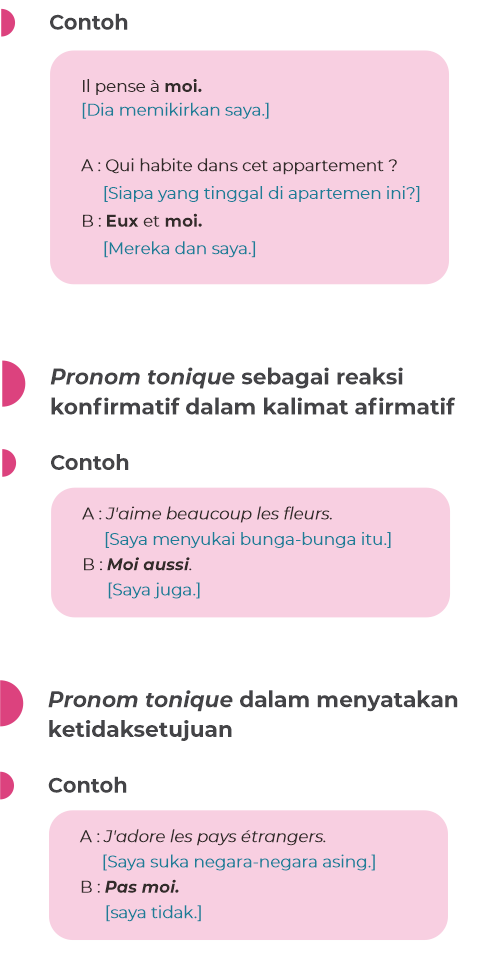 Contoh
Il pense à moi.
[Dia memikirkan saya.]
A : Qui habite dans cet appartement ?
[Siapa yang tinggal di apartemen ini?]
B : Eux et moi.
[Mereka dan saya.]
Pronom tonique sebagai reaksi
konfirmatif dalam kalimat afirmatif
Contoh
A : J'aime beaucoup les fleurs.
[Saya menyukai bunga-bunga itu.]
B : Moi aussi.
[Saya juga.]
Pronom tonique dalam menyatakan
ketidaksetujuan
Contoh
A : J'adore les pays étrangers.
[Saya suka negara-negara asing.]
B : Pas moi.
[saya tidak.]